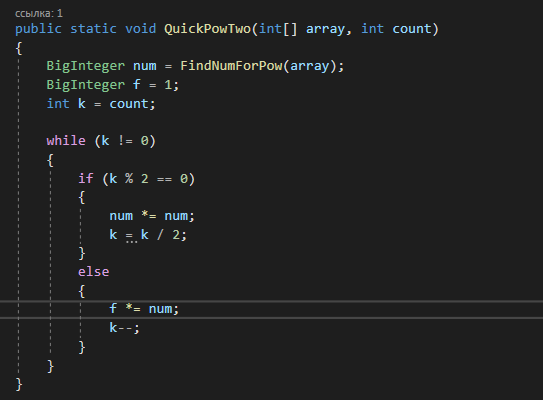 ссылка: 1
public static void QuickPowTwo(int[] array, int count)
{
BigInteger num = FindNumForPow(array);
BigInteger f = 1;
int k = count;
while (k != 0)
{
if (k % 2 == 0)
{
num *= num;
k = k / 2;
}
else
{
f *= num;
k--;
}
}
}